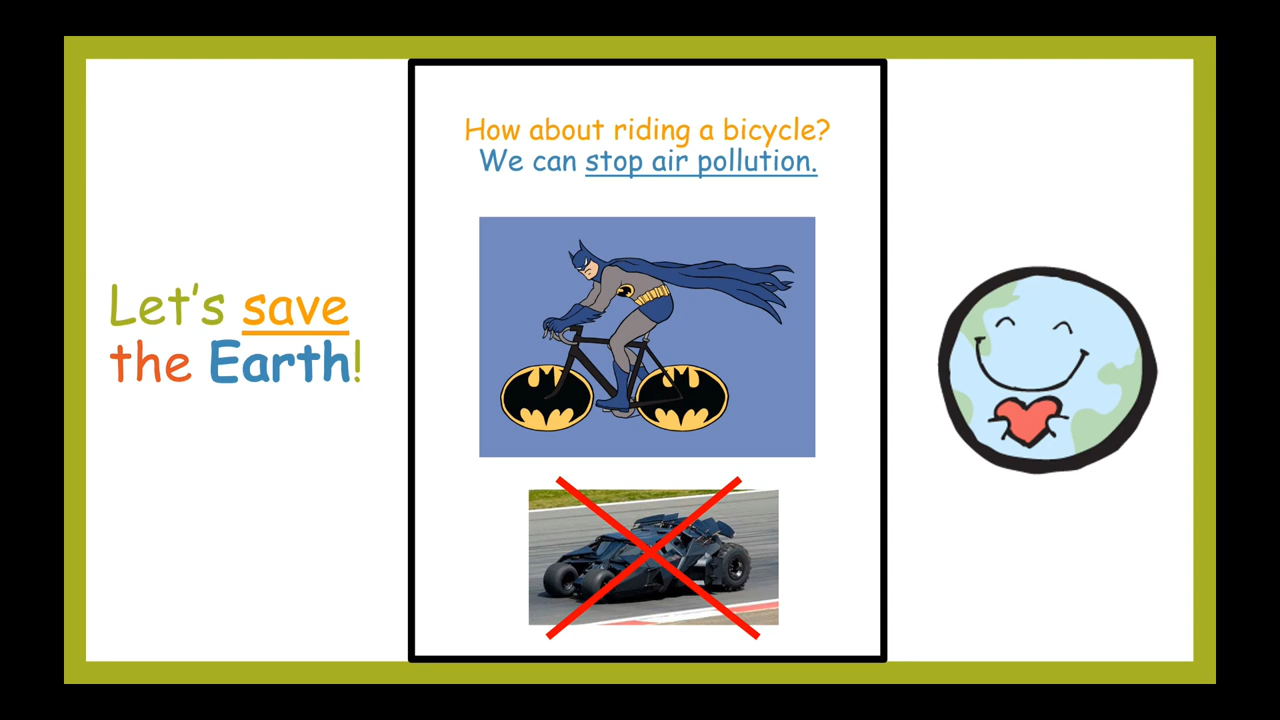 Let's save
the Earth!
How about riding a bicycle?
We can stop air pollution.